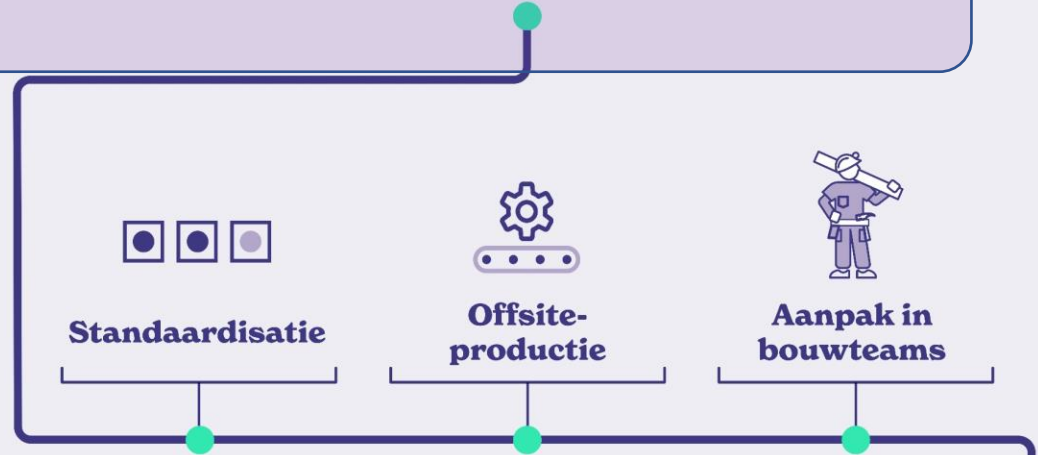 Standaardisatie
Offsite-
productie
Aanpak in
bouwteams